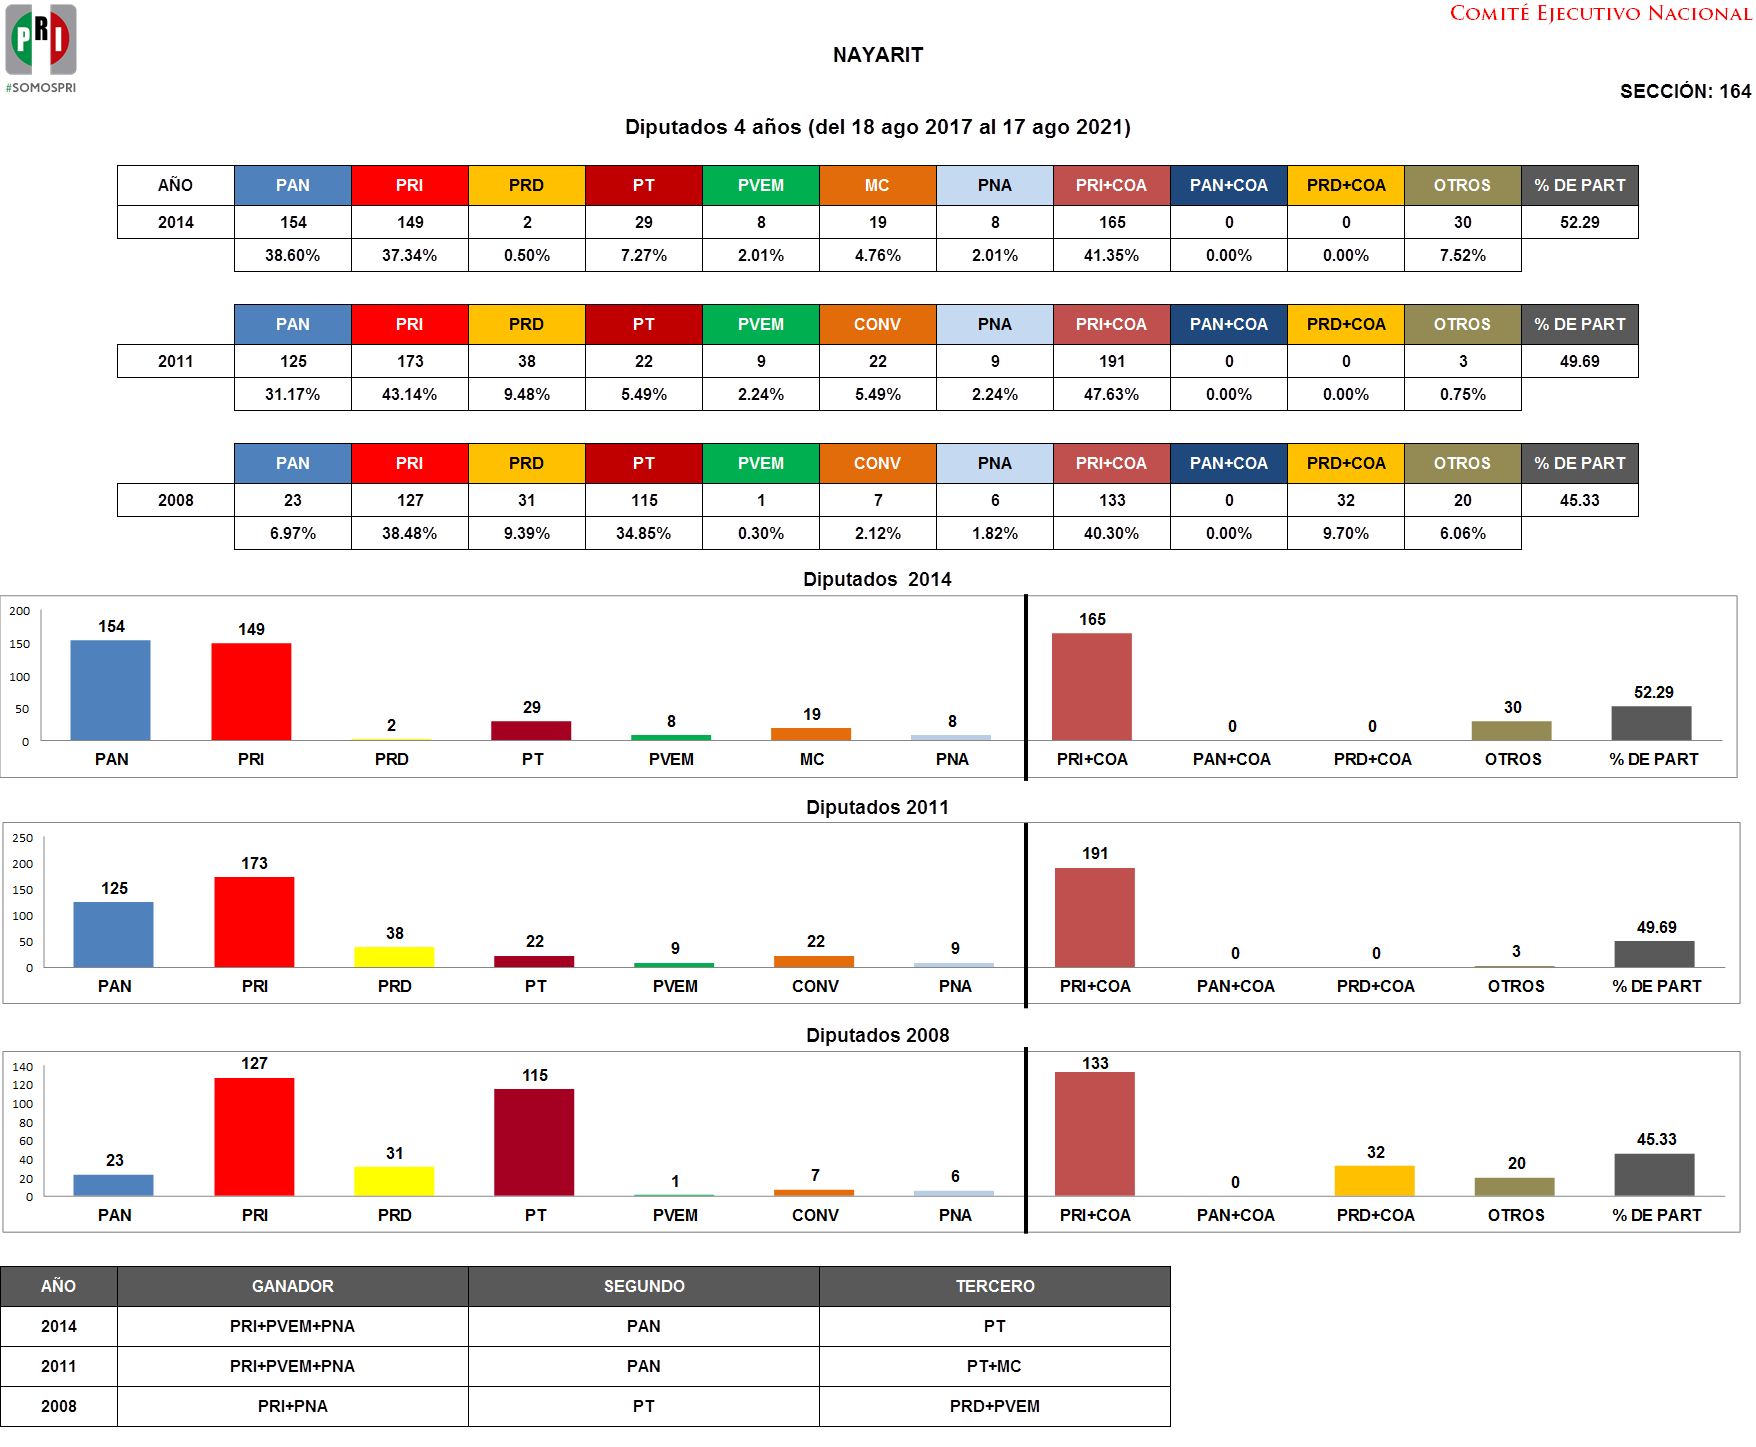 PRI
#SOMOSPRI
COMITÉ EJECUTIVO NACIONAL
NAYARIT
SECCIÓN: 164
Diputados 4 años (del 18 ago 2017 al 17 ago 2021)
AÑO PAN PRI PRD PT PVEM MC PNA PRI+COA PAN+COA PRD+COA OTROS % DE PART
2014 154 149 2 29 8 19 8 165 0 0 30 52.29
38.60% 37.34% 0.50% 7.27% 2.01% 4.76% 2.01% 41.35% 0.00% 0.00% 7.52%
PAN PRI PRD PT PVEM CONV PNA PRI+COA PAN+COA PRD+COA OTROS % DE PART
2011 125 173 38 22 9 22 9 191 0 0 3 49.69
31.17% 43.14% 9.48% 5.49% 2.24% 5.49% 2.24% 47.63% 0.00% 0.00% 0.75%
PAN PRI PRD PT PVEM CONV PNA PRI+COA PAN+COA PRD+COA OTROS % DE PART
2008 23 127 31 115 1 7 6 133 0 32 20 45.33
6.97% 38.48% 9.39% 34.85% 0.30% 2.12% 1.82% 40.30% 0.00% 9.70% 6.06%
Diputados 2014
200
150
100
50
0
154 149 2 29 8 19 8 165 0 0 30 52.29
PAN PRI PRD PT PVEM MC PNA PRI+COA PAN+COA PRD+COA OTROS % DE PART
Diputados 2011
250
200
150
100
50
0
125 173 38 22 9 22 9 191 0 0 3 49.69
PAN PRI PRD PT PVEM CONV PNA PRI+COA PAN+COA PRD+COA OTROS % DE PART
Diputados 2008
140
120
100
80
60
40
20
0
23 127 31 115 1 7 6 133 0 32 20 45.33
PAN PRI PRD PT PVEM CONV PNA PRI+COA PAN+COA PRD+COA OTROS % DE PART
AÑO GANADOR SEGUNDO TERCERO
2014 PRI+PVEM+PNA PAN PT
2011 PRI+PVEM+PNA PAN PT+MC
2008 PRI+PNA PT PRD+PVEM